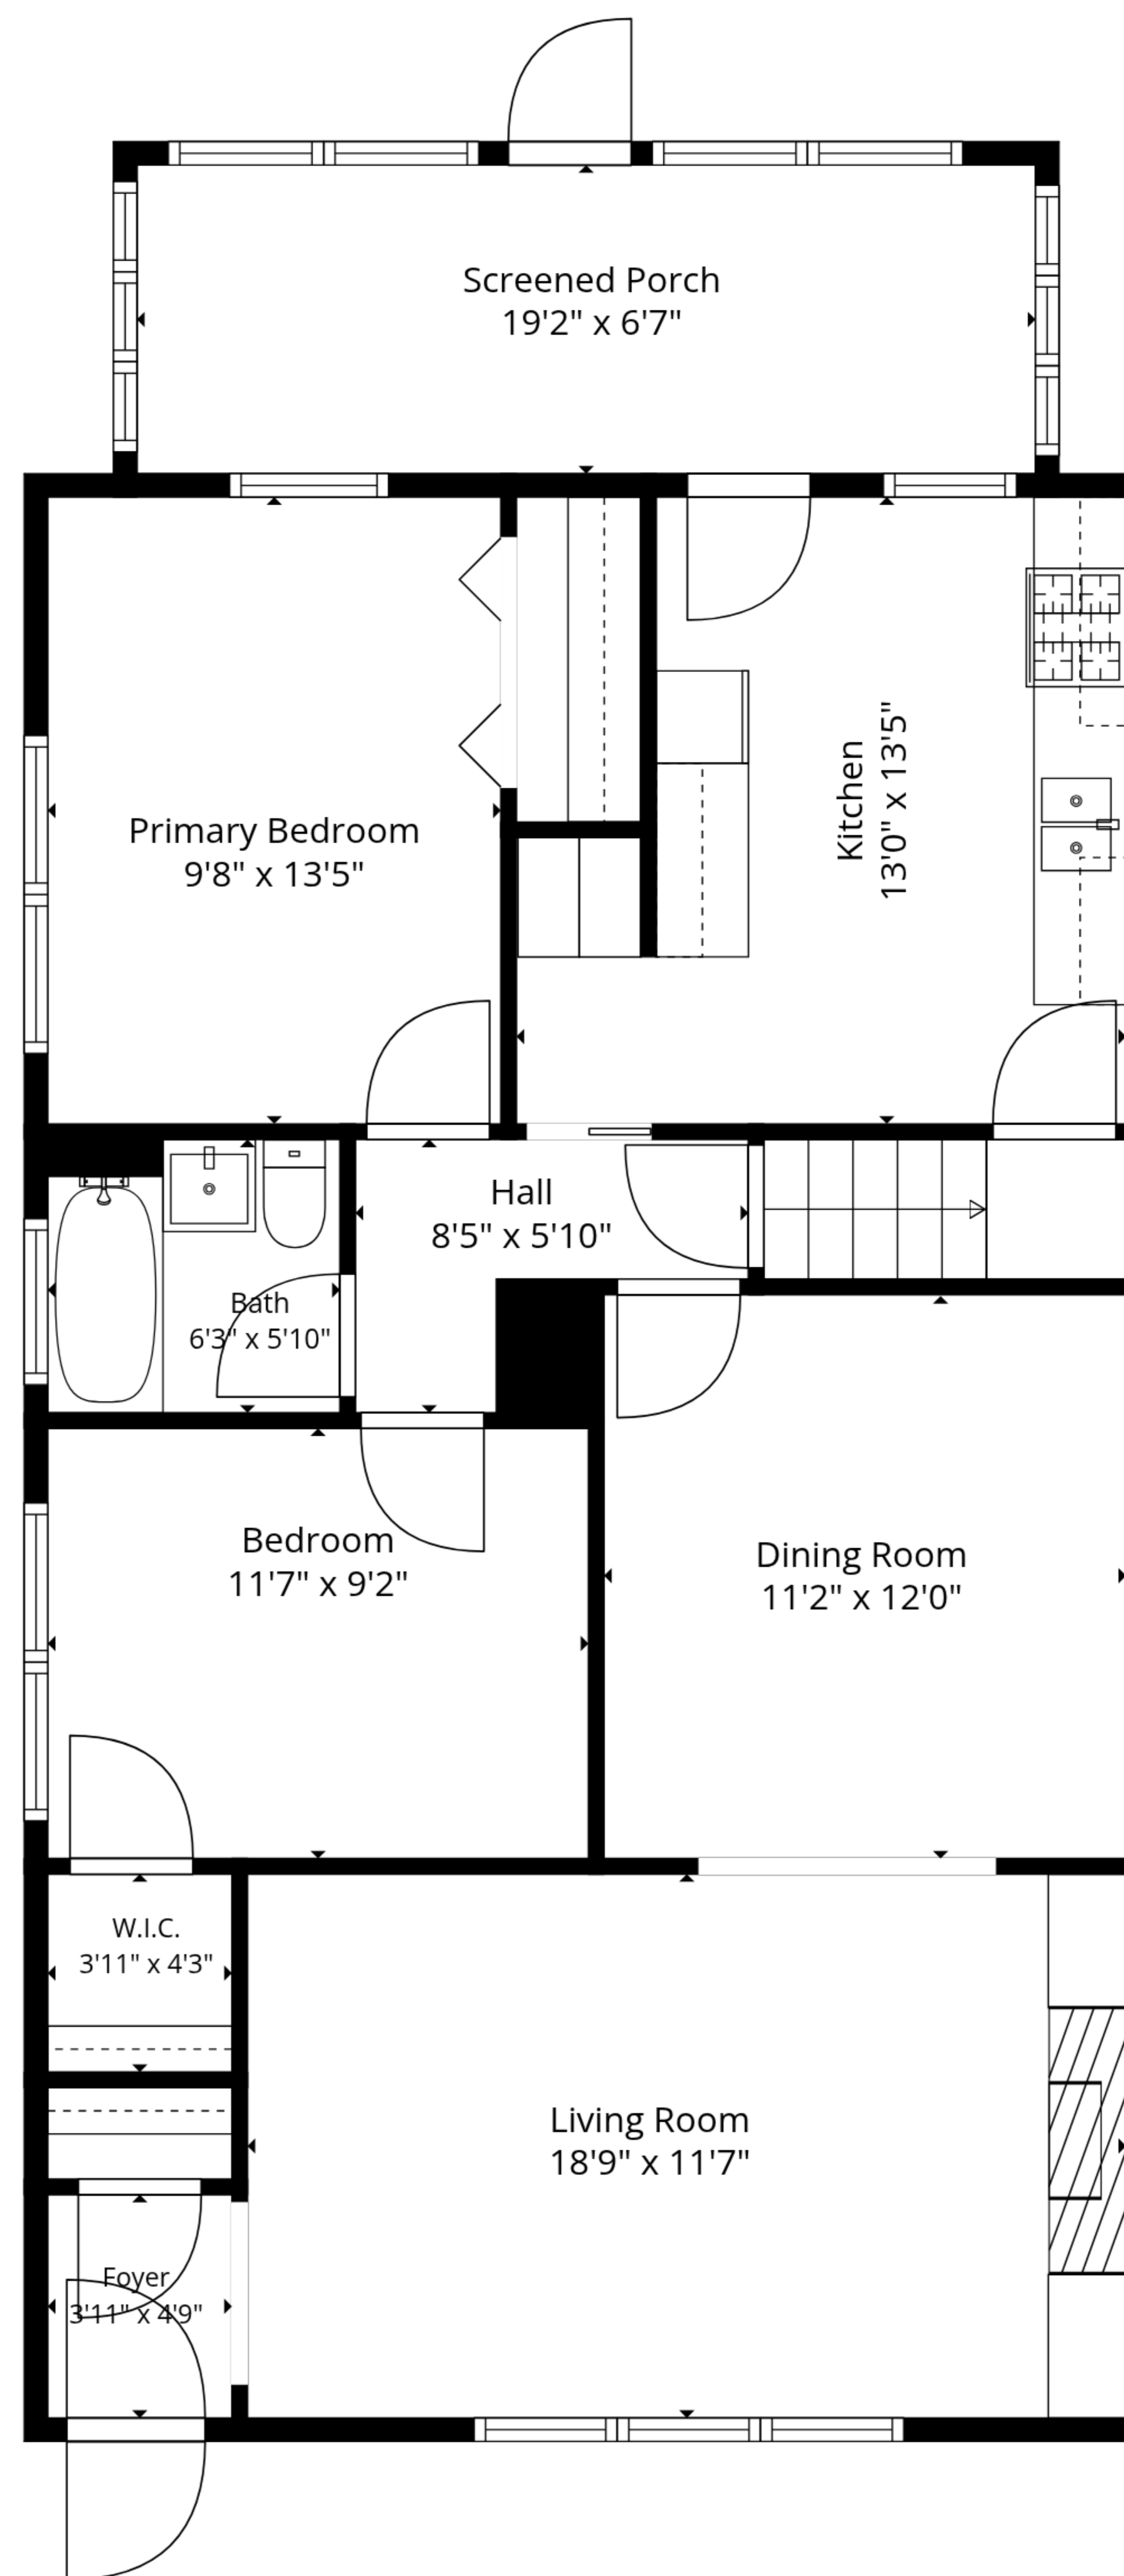 Screened Porch
19'2" x 6'7"
Primary Bedroom
9'8" x 13'5"
Kitchen
13'0" x 13'5"
Hall
8'5" x 5'10"
Bath
6'3" x 5'10"
Bedroom
11'7" x 9'2"
Dining Room
11'2" x 12'0"
W.I.C.
3'11" x 4'3"
Living Room
18'9" x 11'7"
Foyer
3'11" x 4'9"